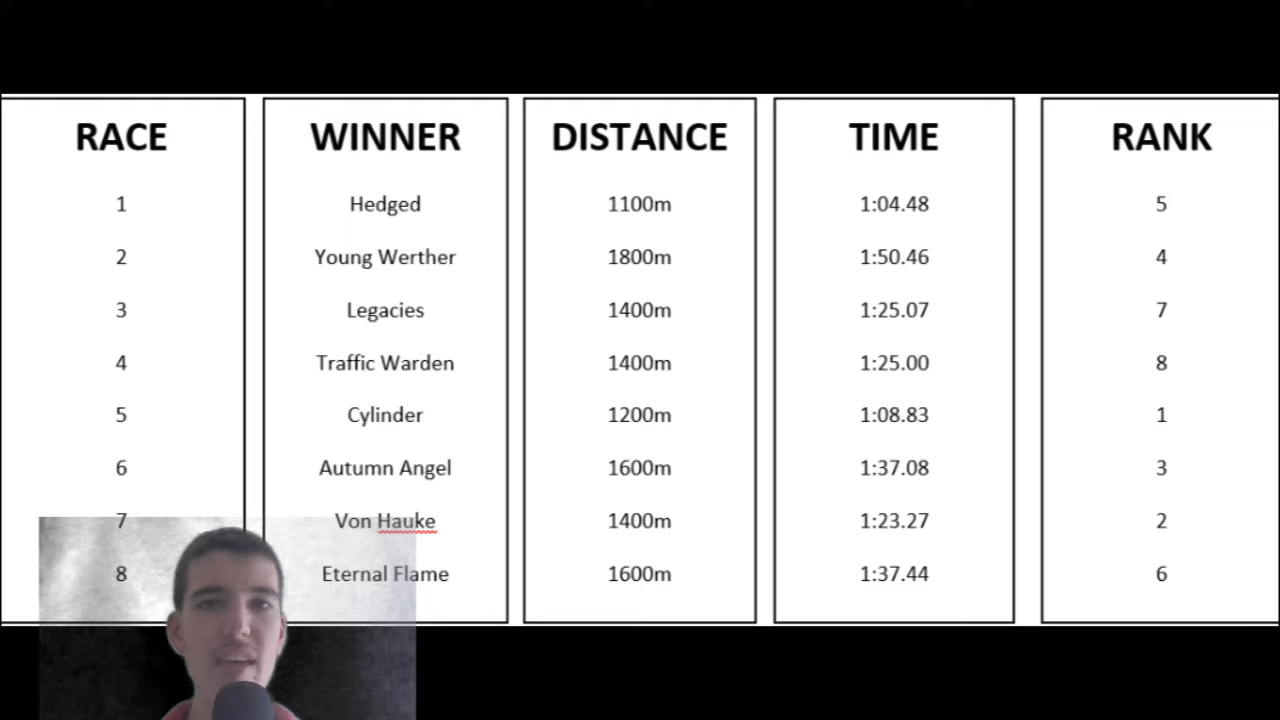 RACE WINNER DISTANCE TIME RANK
1 Hedged 1100m 1:04.48 5
2 Young Werther 1800m 1:50.46 4
3 Legacies 1400m 1:25.07 7
4 Traffic Warden 1400m 1:25.00 8
5 Cylinder 1200m 1:08.83 1
6 Autumn Angel 1600m 1:37.08 3
7 Von Hauke 1400m 1:23.27 2
8 Eternal Flame 1600m 1:37.44 6